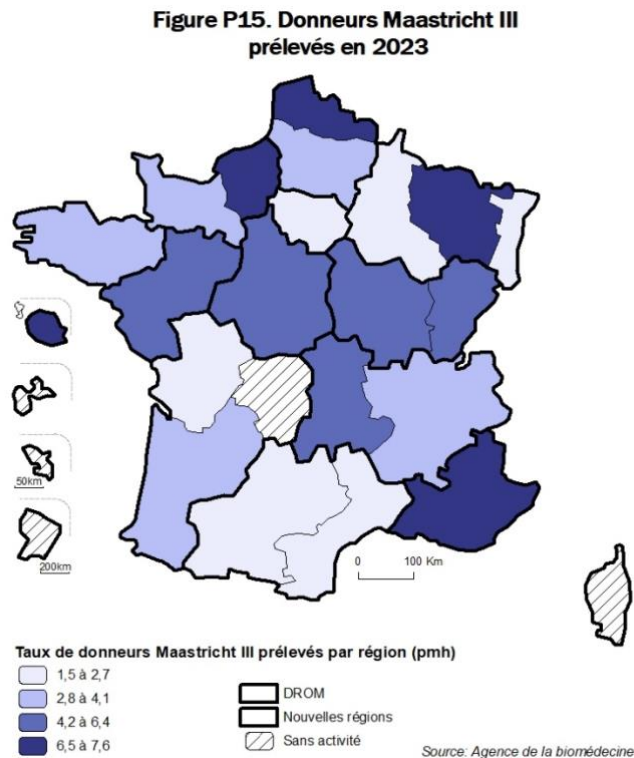 Figure P15. Donneurs Maastricht III
prélevés en 2023
50km
200km
0 100 Km
Taux de donneurs Maastricht III prélevés par région (pmh)
1,5 à 2,7
2,8 à 4,1
4,2 à 6,4
6,5 à 7,6
DROM
Nouvelles régions
Sans activité
Source: Agence de la biomédecine